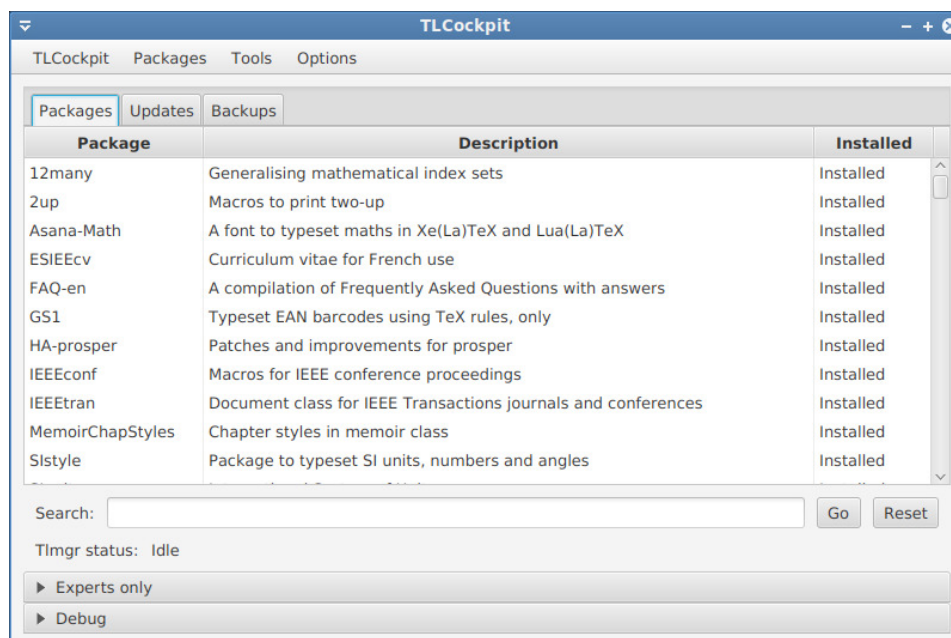 TLCockpit
TLCockpit Packages Tools Options
Packages Updates Backups
Package Description Installed
12many Generalising mathematical index sets Installed
2up Macros to print two-up Installed
Asana-Math A font to typeset maths in Xe(La)TeX and Lua(La)TeX Installed
ESIEEcv Curriculum vitae for French use Installed
FAQ-en A compilation of Frequently Asked Questions with answers Installed
GS1 Typeset EAN barcodes using TeX rules, only Installed
HA-prosper Patches and improvements for prosper Installed
IEEEconf Macros for IEEE conference proceedings Installed
IEEEtran Document class for IEEE Transactions journals and conferences Installed
MemoirChapStyles Chapter styles in memoir class Installed
SIstyle Package to typeset SI units, numbers and angles Installed
Search: Go Reset
Tlmgr status: Idle
Experts only
Debug